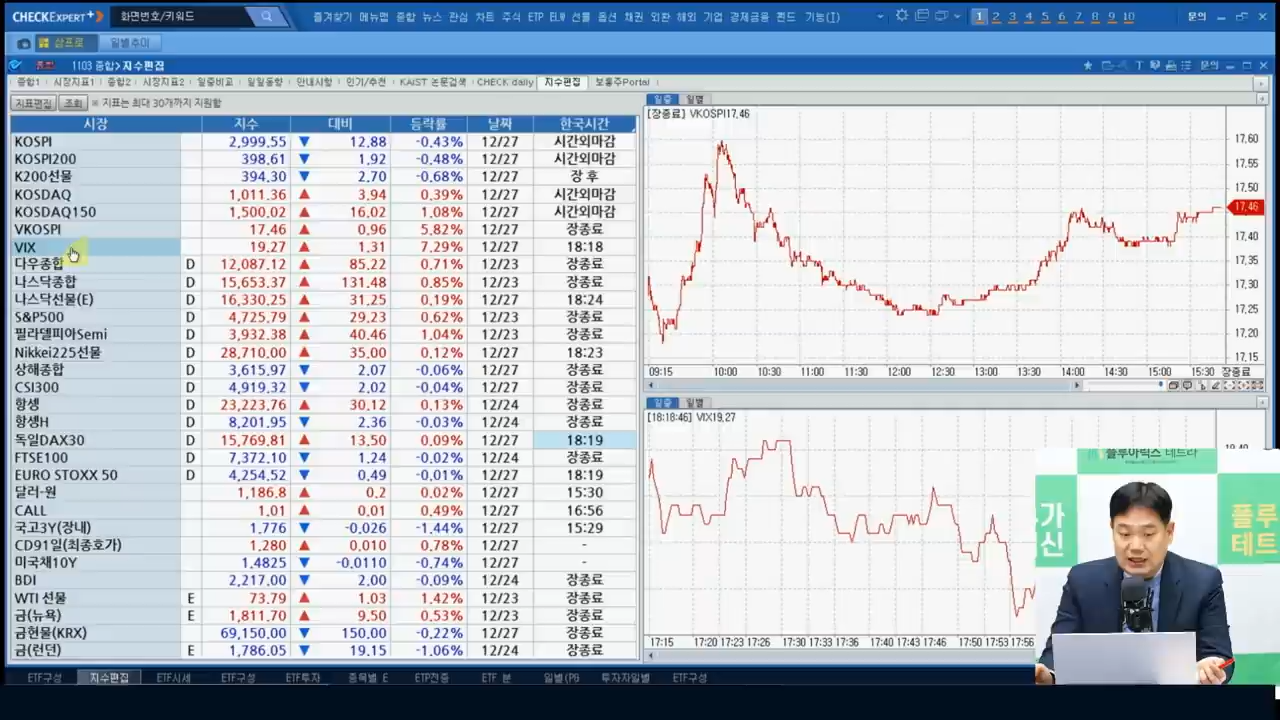 CHECK EXPERT+ 화면번호/키워드 즐겨찾기 메뉴맵 종합 뉴스 관심 차트 주식 ETP ELW 선물 옵션 채권 외환 해외 기업 경제금융 펀드 기능(I) 1 2 3 4 5 6 7 8 9 10 문의
삼프로 일별추이
1103 종합>지수편집 문의
종합1 시장지표1 종합2 시장지표2 일중비교 일일동향 안내사항 인기/추천 KAIST 논문검색 CHECK daily 지수편집 보홍주Portal
지표편집 조회 ※ 지표는 최대 30개까지 지원함
시장 지수 대비 등락률 날짜 한국시간
KOSPI 2,999.55 ▼ 12.88 -0.43% 12/27 시간외마감
KOSPI200 398.61 ▼ 1.92 -0.48% 12/27 시간외마감
K200선물 394.30 ▼ 2.70 -0.68% 12/27 장 후
KOSDAQ 1,011.36 ▲ 3.94 0.39% 12/27 시간외마감
KOSDAQ150 1,500.02 ▲ 16.02 1.08% 12/27 시간외마감
VKOSPI 17.46 ▲ 0.96 5.82% 12/27 장종료
VIX 19.27 ▲ 1.31 7.29% 12/27 18:18
다우종합 D 12,087.12 ▲ 85.22 0.71% 12/23 장종료
나스닥종합 D 15,653.37 ▲ 131.48 0.85% 12/23 장종료
나스닥선물(E) D 16,330.25 ▲ 31.25 0.19% 12/27 18:24
S&P500 D 4,725.79 ▲ 29.23 0.62% 12/23 장종료
필라델피아Semi D 3,932.38 ▲ 40.46 1.04% 12/23 장종료
Nikkei225선물 D 28,710.00 ▲ 35.00 0.12% 12/27 18:23
상해종합 D 3,615.97 ▼ 2.07 -0.06% 12/27 장종료
CSI300 D 4,919.32 ▼ 2.02 -0.04% 12/27 장종료
항셍 D 23,223.76 ▲ 30.12 0.13% 12/24 장종료
항셍H D 8,201.95 ▼ 2.36 -0.03% 12/24 장종료
독일DAX30 D 15,769.81 ▲ 13.50 0.09% 12/27 18:19
FTSE100 D 7,372.10 ▼ 1.24 -0.02% 12/24 장종료
EURO STOXX 50 D 4,254.52 ▼ 0.49 -0.01% 12/27 18:19
달러-원 1,186.8 ▲ 0.2 0.02% 12/27 15:30
CALL 1.01 ▲ 0.01 0.49% 12/27 16:56
국고3Y(장내) 1.776 ▼ -0.026 -1.44% 12/27 15:29
CD91일(최종호가) 1.280 ▲ 0.010 0.78% 12/27 -
미국채10Y 1.4825 ▼ -0.0110 -0.74% 12/27 -
BDI 2,217.00 ▼ 2.00 -0.09% 12/24 장종료
WTI 선물 E 73.79 ▲ 1.03 1.42% 12/23 장종료
금(뉴욕) E 1,811.70 ▲ 9.50 0.53% 12/23 장종료
금현물(KRX) 69,150.00 ▼ 150.00 -0.22% 12/27 장종료
금(런던) E 1,786.05 ▼ 19.15 -1.06% 12/24 장종료
일중 일별
[장종료] VKOSPI17.46
17.60
17.55
17.50
17.46
17.40
17.35
17.30
17.25
17.20
17.15
09:15 10:00 10:30 11:00 11:30 12:00 12:30 13:00 13:30 14:00 14:30 15:00 15:30 장종료
일중 일별
[18:18:46] VIX19.27
17:15 17:20 17:23 17:26 17:30 17:33 17:36 17:40 17:43 17:46 17:50 17:53 17:56
플루아릭스 테트라
가
신
플루
테트
ETF구성 지수편집 ETF시세 ETF구성 ETF투자 종목별 E ETP전종 ETF 분 일별(PG 투자자일별 ETF구성